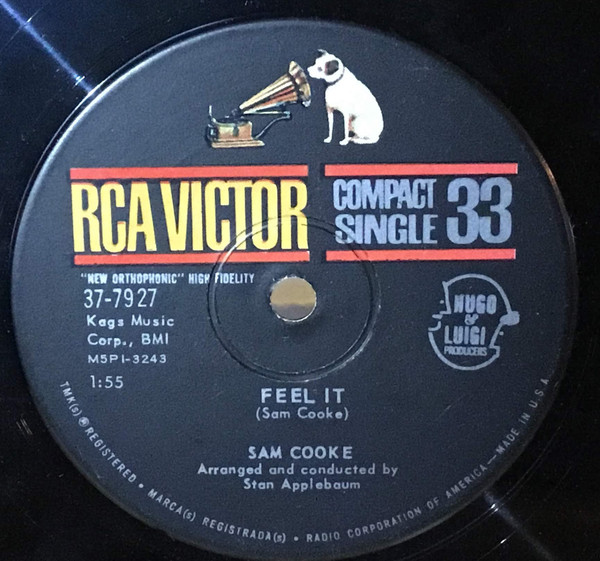 RCA VICTOR
COMPACT
SINGLE 33
"NEW ORTHOPHONIC" HIGH FIDELITY
37-7927
Kags Music
Corp., BMI
M5PI-3243
1:55
HUGO
&
LUIGI
PRODUCERS
FEEL IT
(Sam Cooke)
SAM COOKE
Arranged and conducted by
Stan Applebaum
TMK(s) ® REGISTERED • MARCA(s) REGISTRADA(s) • RADIO CORPORATION OF AMERICA—MADE IN U.S.A.